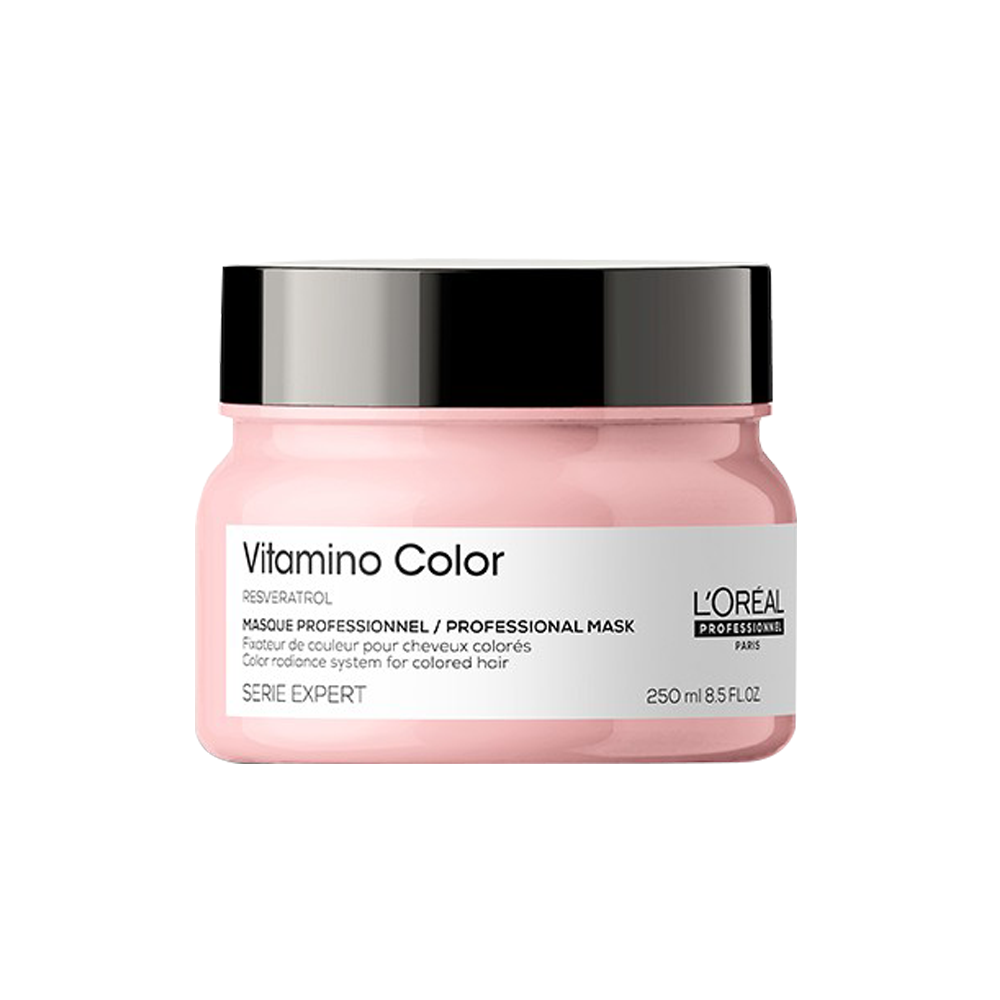 Vitamino Color
RESVERATROL
MASQUE PROFESSIONNEL / PROFESSIONAL MASK
Fixateur de couleur pour cheveux colorés
Color radiance system for colored hair
SERIE EXPERT
L'ORÉAL
PROFESSIONNEL
PARIS
250 ml 8.5 FL.OZ